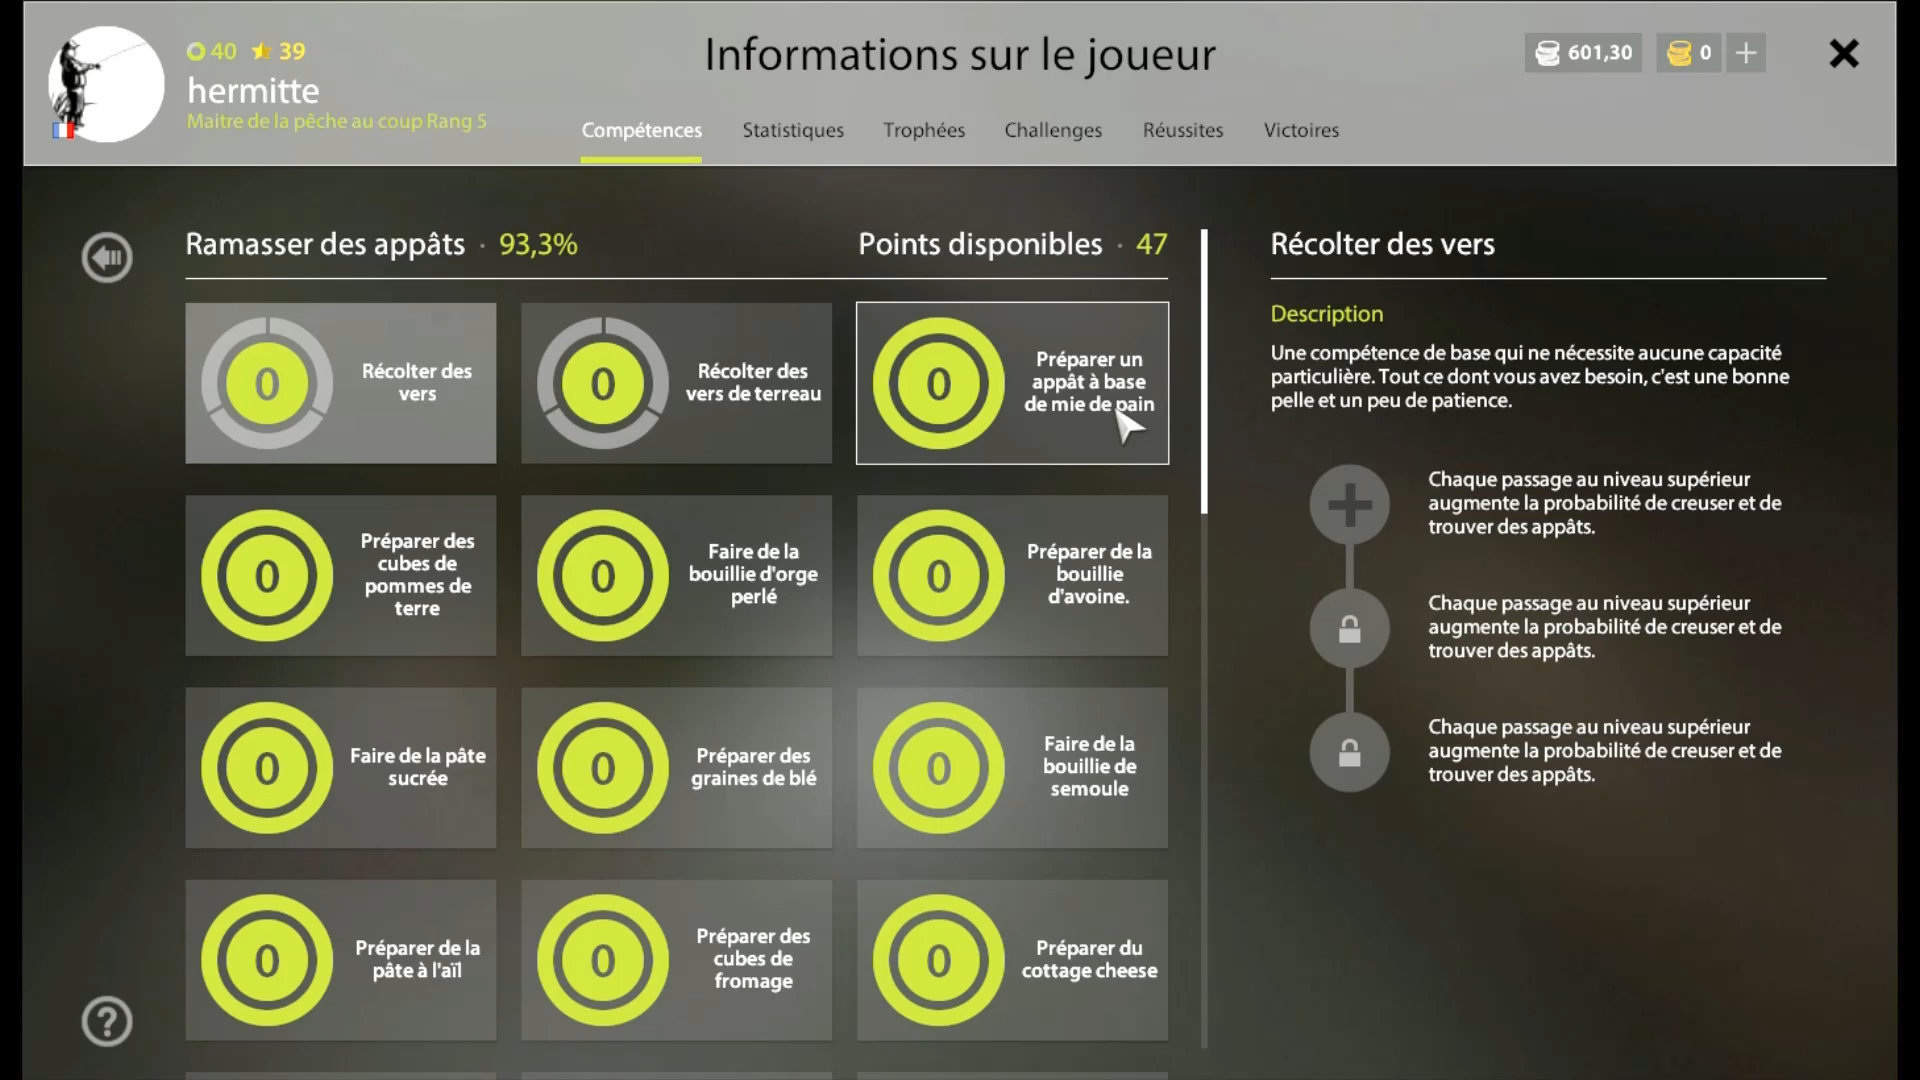 40 39
hermitte
Maitre de la pêche au coup Rang 5
Informations sur le joueur
601,30 0 +
Compétences Statistiques Trophées Challenges Réussites Victoires
Ramasser des appâts · 93,3%
Points disponibles · 47
0
Récolter des
vers
0
Récolter des
vers de terreau
0
Préparer un
appât à base
de mie de pain
0
Préparer des
cubes de
pommes de
terre
0
Faire de la
bouillie d'orge
perlé
0
Préparer de la
bouillie
d'avoine.
0
Faire de la pâte
sucrée
0
Préparer des
graines de blé
0
Faire de la
bouillie de
semoule
0
Préparer de la
pâte à l'aïl
0
Préparer des
cubes de
fromage
0
Préparer du
cottage cheese
?
Récolter des vers
Description
Une compétence de base qui ne nécessite aucune capacité
particulière. Tout ce dont vous avez besoin, c'est une bonne
pelle et un peu de patience.
Chaque passage au niveau supérieur
augmente la probabilité de creuser et de
trouver des appâts.
Chaque passage au niveau supérieur
augmente la probabilité de creuser et de
trouver des appâts.
Chaque passage au niveau supérieur
augmente la probabilité de creuser et de
trouver des appâts.